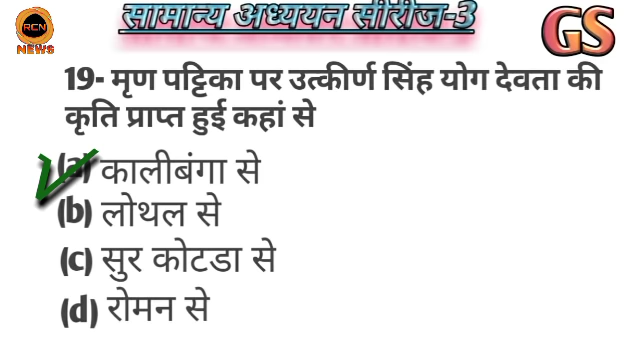 सामान्य अध्ययन सीरीज-3
GS
RCN
NEWS
19- मृण पट्टिका पर उत्कीर्ण सिंह योग देवता की
कृति प्राप्त हुई कहां से
(a) कालीबंगा से
(b) लोथल से
(c) सुर कोटडा से
(d) रोमन से